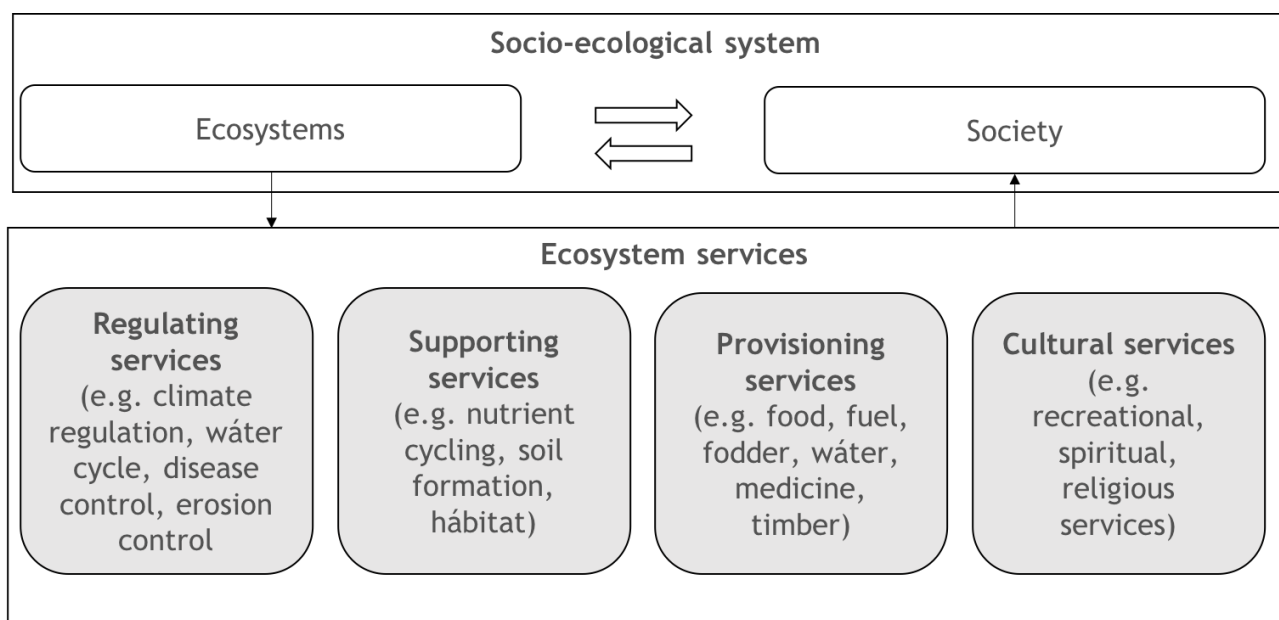 Socio-ecological system
Ecosystems
Society
Ecosystem services
Regulating
services
(e.g. climate
regulation, wáter
cycle, disease
control, erosion
control
Supporting
services
(e.g. nutrient
cycling, soil
formation,
hábitat)
Provisioning
services
(e.g. food, fuel,
fodder, wáter,
medicine,
timber)
Cultural services
(e.g.
recreational,
spiritual,
religious
services)